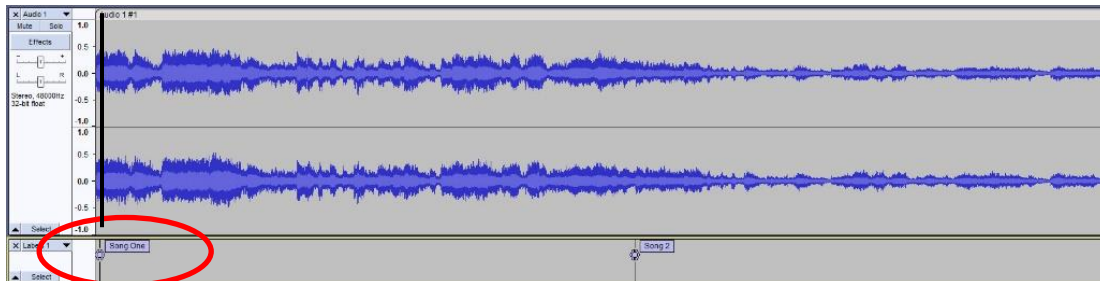 × Audio 1 ▼
Audio 1 #1
Mute Solo
1.0
Effects
0.5
- +
0.0
L R
Stereo, 48000Hz
32-bit float
-0.5
-1.0
1.0
0.5
0.0
-0.5
▲ Select
-1.0
× Label 1 ▼
Song One
Song 2
▲ Select